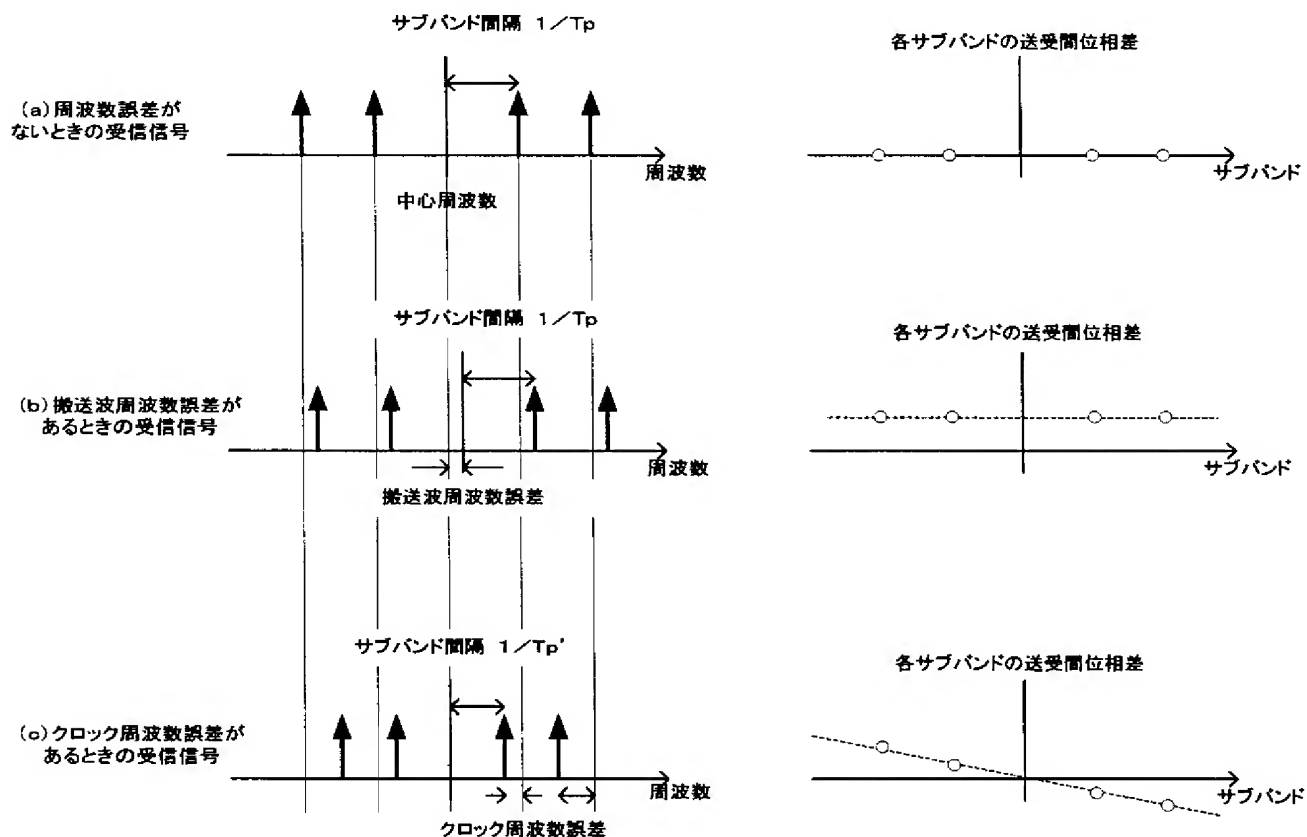 サブバンド間隔 1/Tp
各サブバンドの送受間位相差
(a)周波数誤差が
ないときの受信信号
周波数
サブバンド
中心周波数
サブバンド間隔 1/Tp
各サブバンドの送受間位相差
(b)搬送波周波数誤差が
あるときの受信信号
周波数
サブバンド
搬送波周波数誤差
サブバンド間隔 1/Tp'
各サブバンドの送受間位相差
(c)クロック周波数誤差が
あるときの受信信号
周波数
サブバンド
クロック周波数誤差